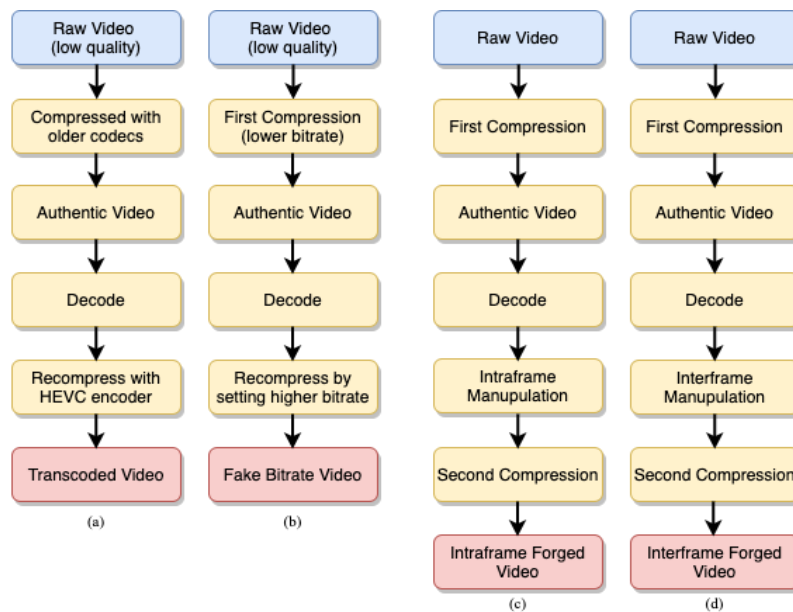 Raw Video
(low quality)
Compressed with
older codecs
Authentic Video
Decode
Recompress with
HEVC encoder
Transcoded Video
(a)
Raw Video
(low quality)
First Compression
(lower bitrate)
Authentic Video
Decode
Recompress by
setting higher bitrate
Fake Bitrate Video
(b)
Raw Video
First Compression
Authentic Video
Decode
Intraframe
Manupulation
Second Compression
Intraframe Forged
Video
(c)
Raw Video
First Compression
Authentic Video
Decode
Interframe
Manupulation
Second Compression
Interframe Forged
Video
(d)